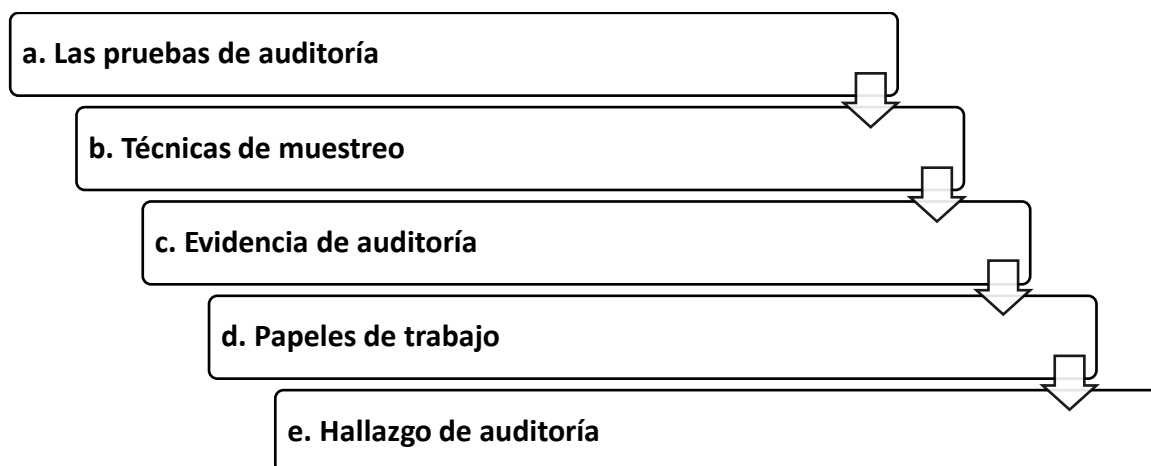 a. Las pruebas de auditoría
b. Técnicas de muestreo
c. Evidencia de auditoría
d. Papeles de trabajo
e. Hallazgo de auditoría